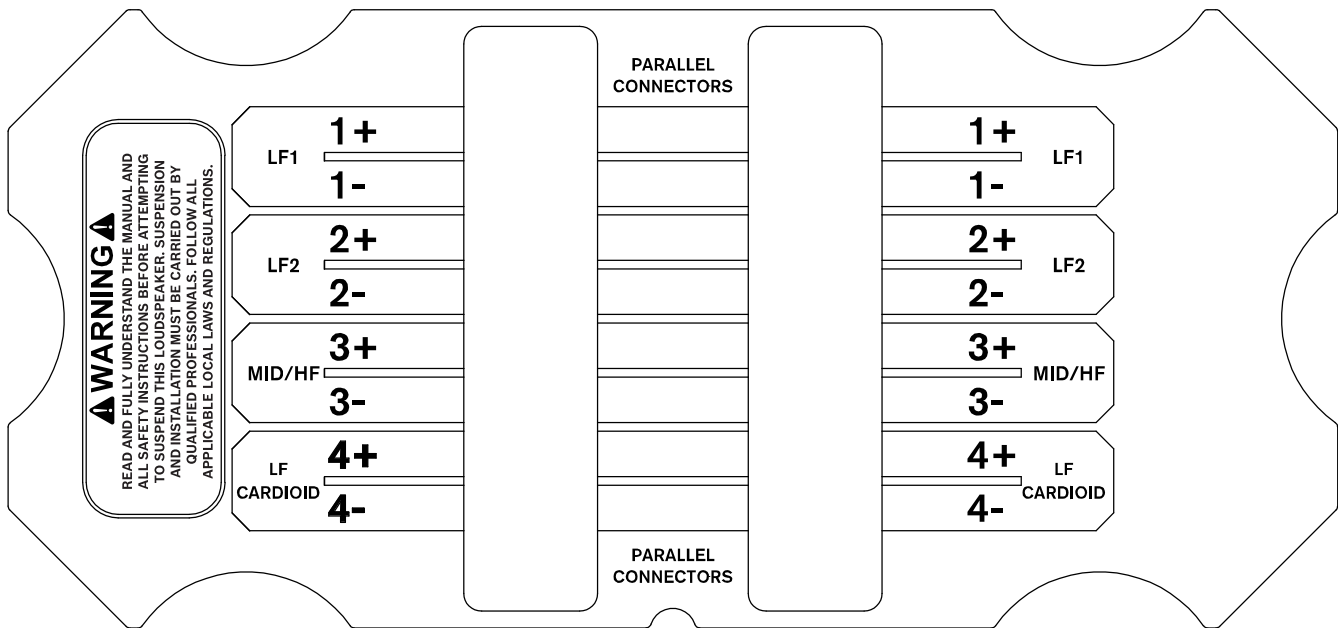 PARALLEL
CONNECTORS
⚠WARNING⚠
READ AND FULLY UNDERSTAND THE MANUAL AND
ALL SAFETY INSTRUCTIONS BEFORE ATTEMPTING
TO SUSPEND THIS LOUDSPEAKER. SUSPENSION
AND INSTALLATION MUST BE CARRIED OUT BY
QUALIFIED PROFESSIONALS. FOLLOW ALL
APPLICABLE LOCAL LAWS AND REGULATIONS.
1+
LF1
1-
2+
LF2
2-
3+
MID/HF
3-
4+
LF
CARDIOID
4-
1+
LF1
1-
2+
LF2
2-
3+
MID/HF
3-
4+
LF
CARDIOID
4-
PARALLEL
CONNECTORS